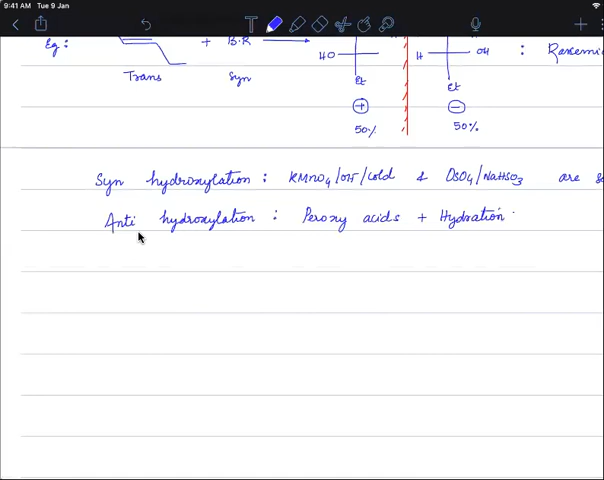 9:41 AM Tue 9 Jan
Eg: + B.R
Trans Syn
HO H OH : Racemic
Et Et
+ −
50% 50%
Syn hydroxylation : KMnO4/OH/Cold & OSO4/NaHSO3 are
Anti hydroxylation : Peroxy acids + Hydration.